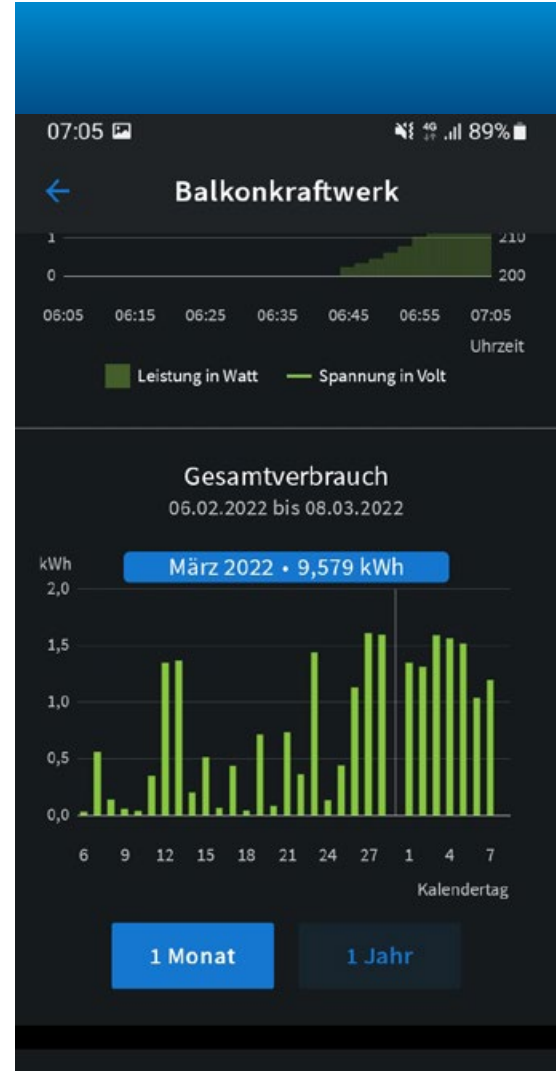 07:05 4G 89%
Balkonkraftwerk
1 210
0 200
06:05 06:15 06:25 06:35 06:45 06:55 07:05
Uhrzeit
Leistung in Watt Spannung in Volt
Gesamtverbrauch
06.02.2022 bis 08.03.2022
kWh März 2022 • 9,579 kWh
2,0
1,5
1,0
0,5
0,0
6 9 12 15 18 21 24 27 1 4 7
Kalendertag
1 Monat 1 Jahr